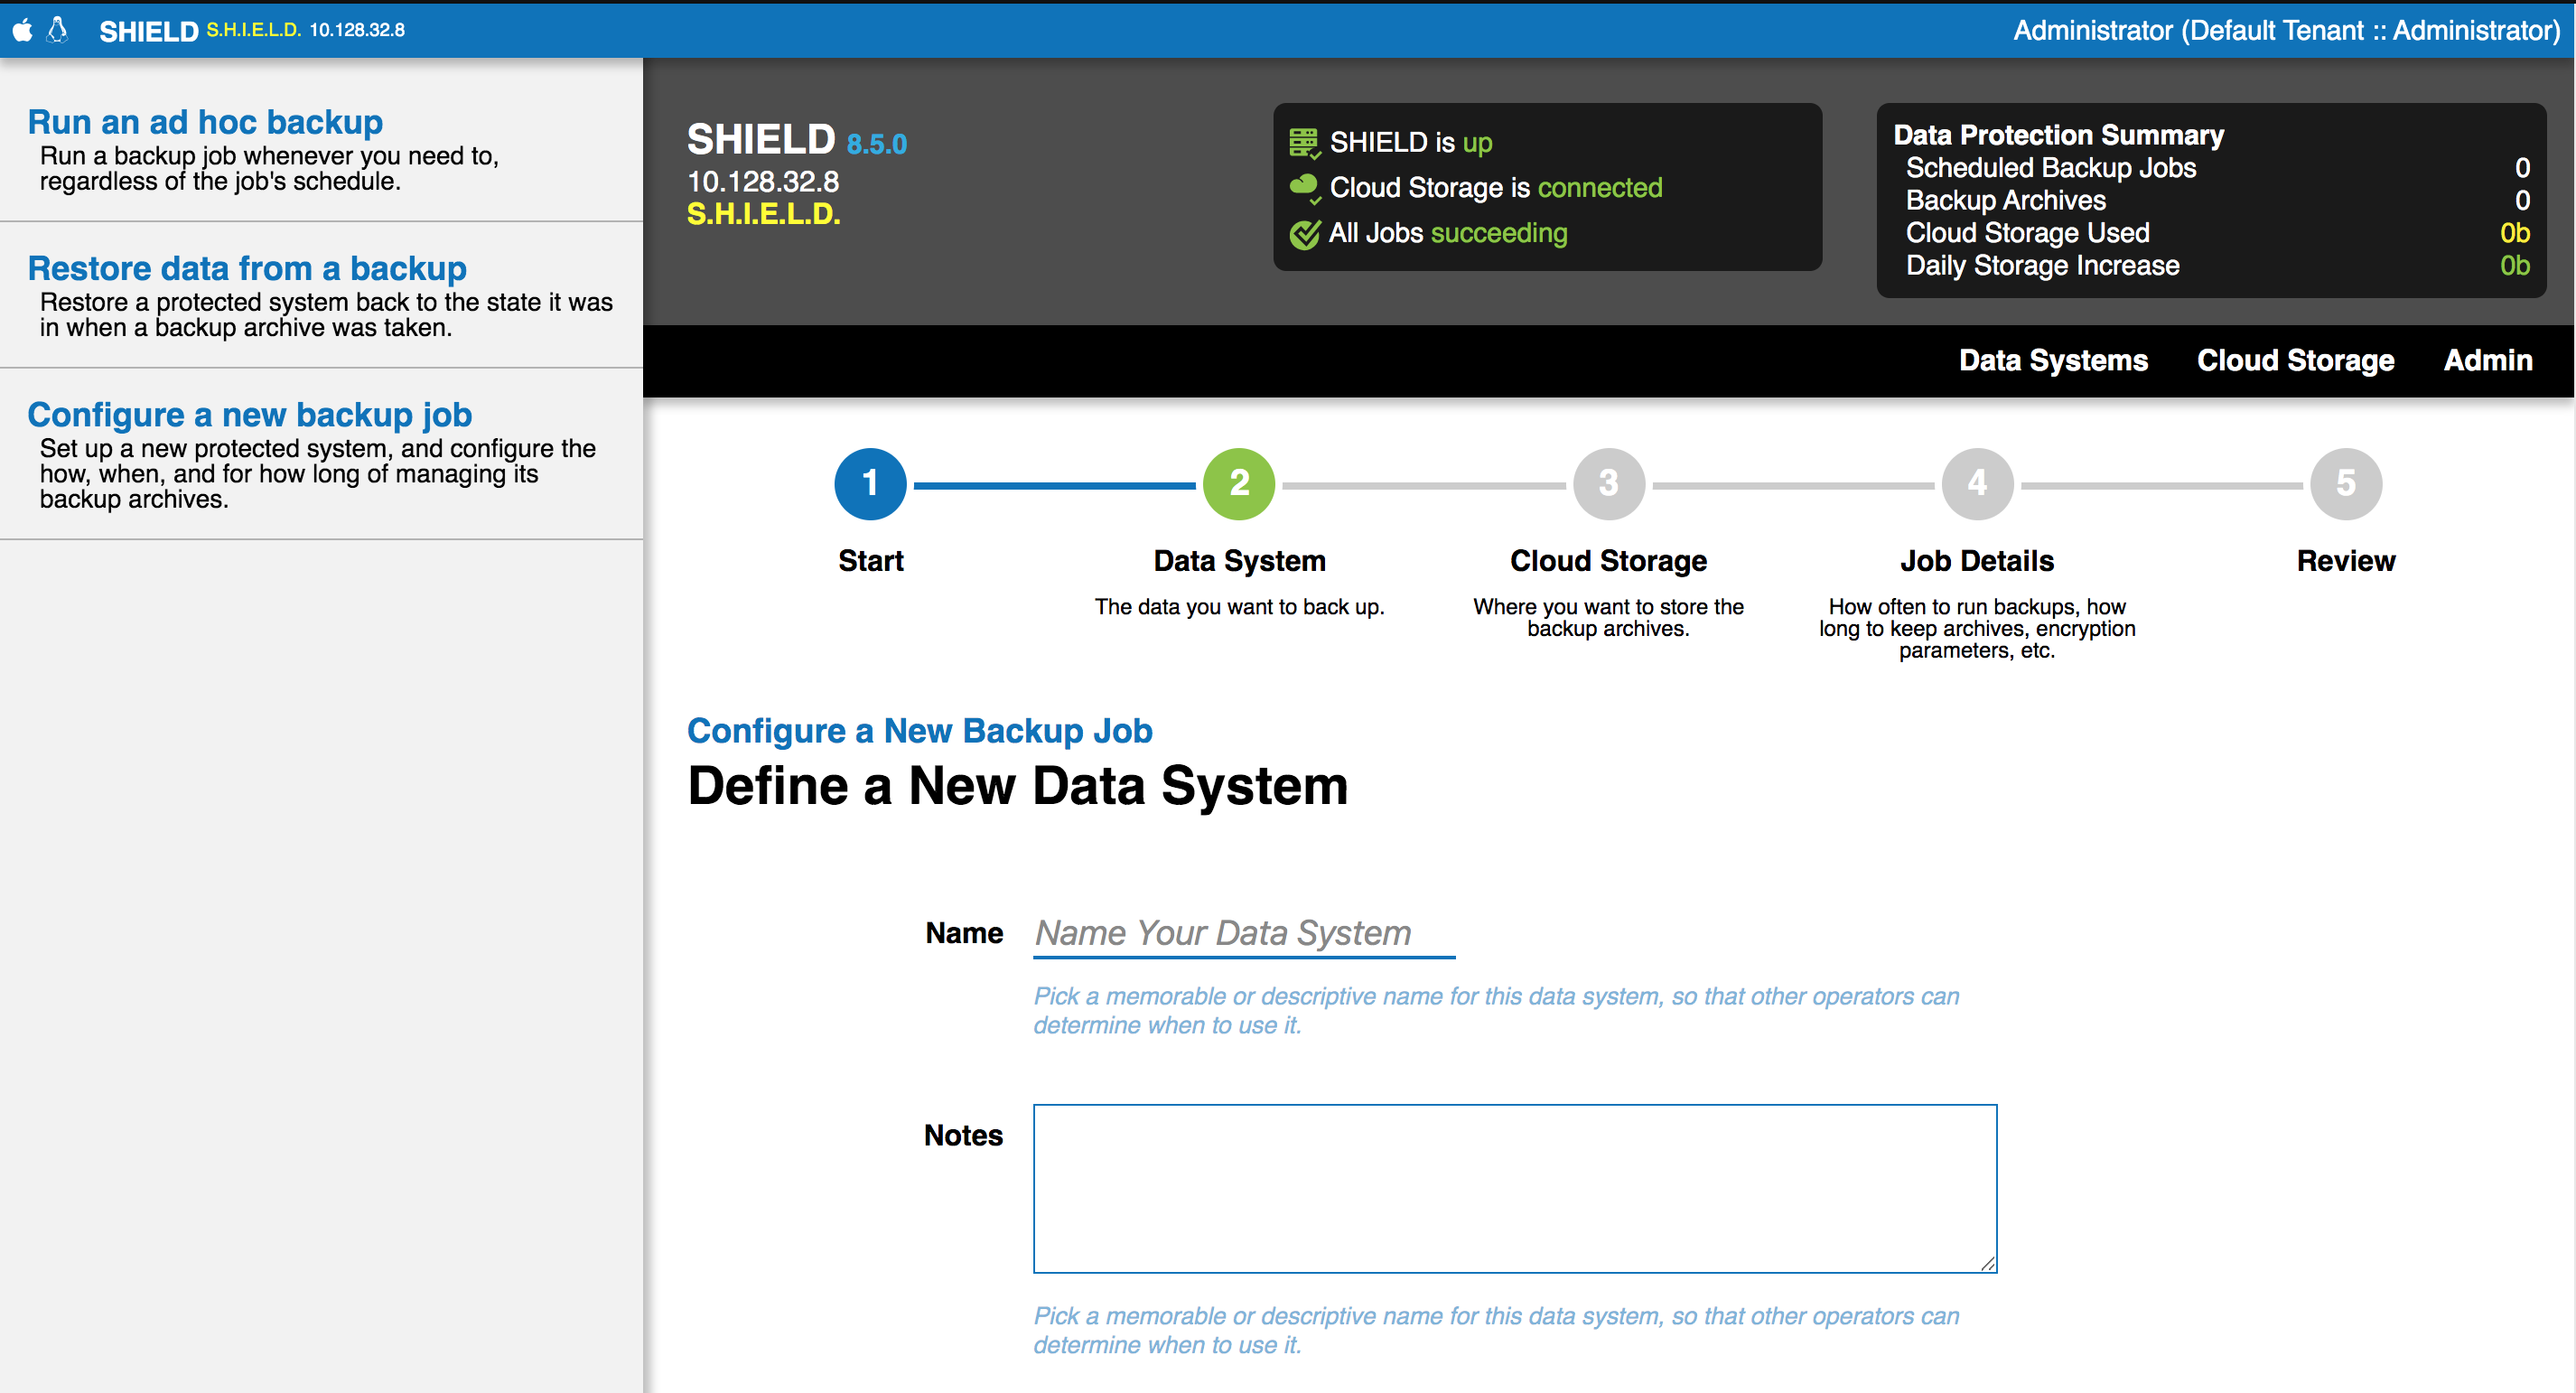 SHIELD S.H.I.E.L.D. 10.128.32.8
Administrator (Default Tenant :: Administrator)
Run an ad hoc backup
Run a backup job whenever you need to,
regardless of the job's schedule.
Restore data from a backup
Restore a protected system back to the state it was
in when a backup archive was taken.
Configure a new backup job
Set up a new protected system, and configure the
how, when, and for how long of managing its
backup archives.
SHIELD 8.5.0
10.128.32.8
S.H.I.E.L.D.
SHIELD is up
Cloud Storage is connected
All Jobs succeeding
Data Protection Summary
Scheduled Backup Jobs 0
Backup Archives 0
Cloud Storage Used 0b
Daily Storage Increase 0b
Data Systems Cloud Storage Admin
1 2 3 4 5
Start
Data System
The data you want to back up.
Cloud Storage
Where you want to store the
backup archives.
Job Details
How often to run backups, how
long to keep archives, encryption
parameters, etc.
Review
Configure a New Backup Job
Define a New Data System
Name Name Your Data System
Pick a memorable or descriptive name for this data system, so that other operators can
determine when to use it.
Notes
Pick a memorable or descriptive name for this data system, so that other operators can
determine when to use it.